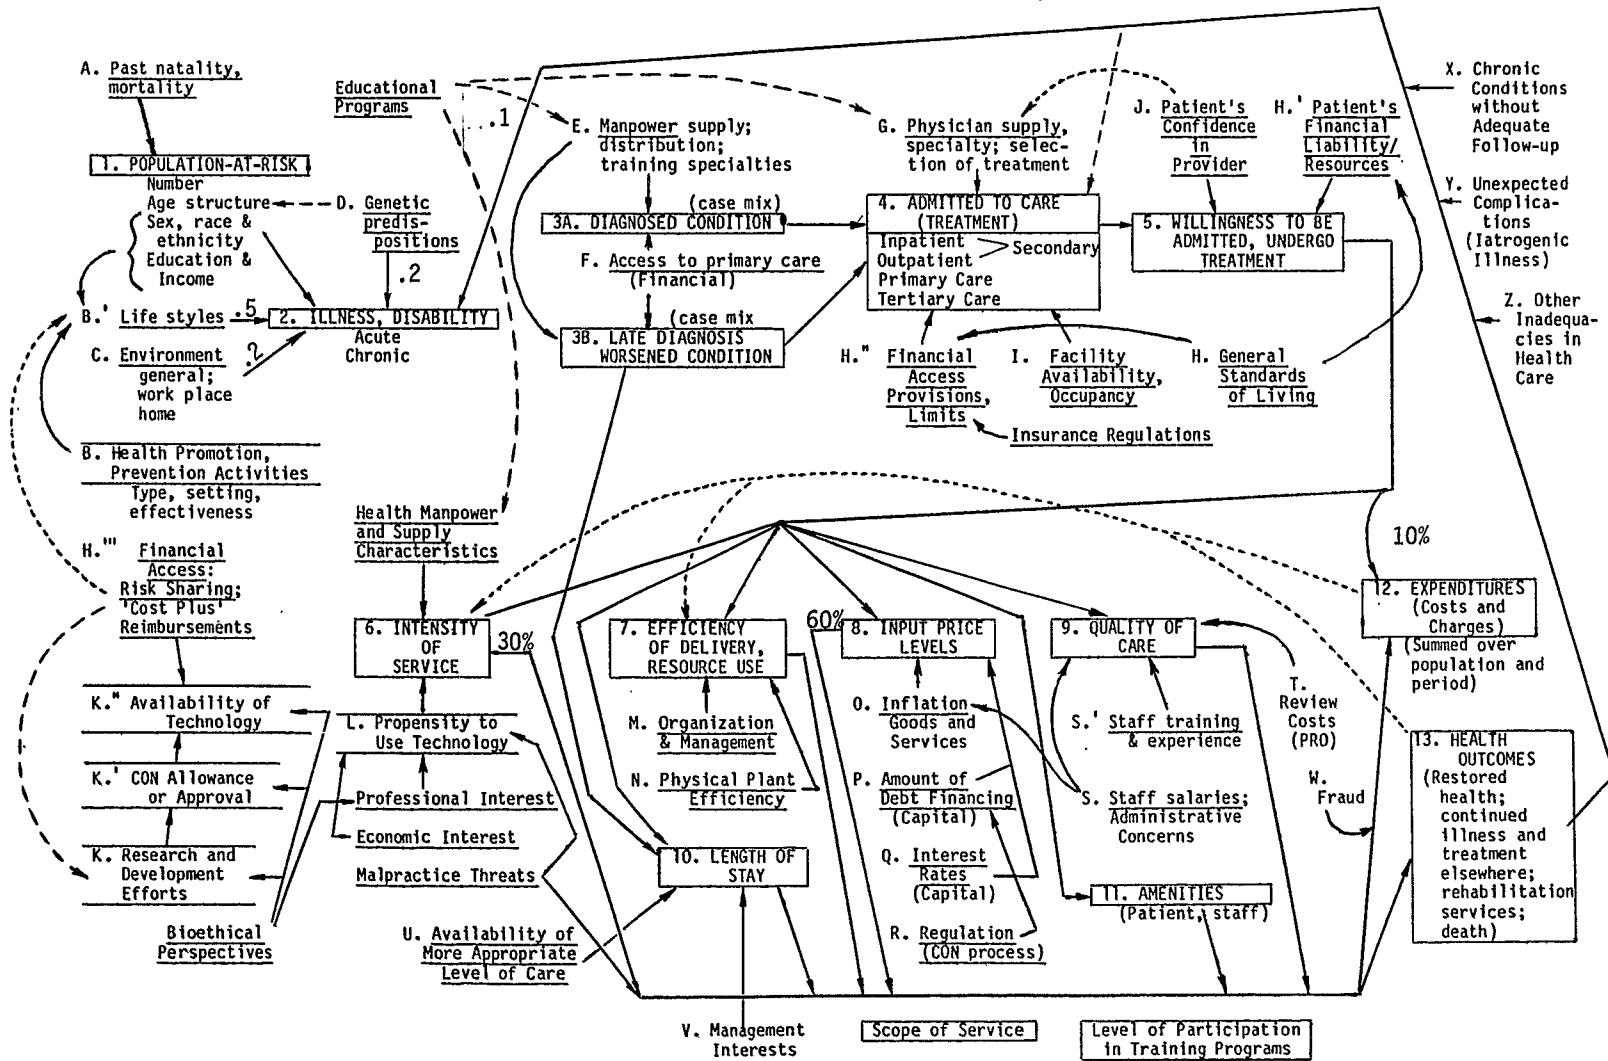 A. Past natality,
mortality
Educational
Programs
.1
E. Manpower supply;
distribution;
training specialties
G. Physician supply,
specialty; selec-
tion of treatment
J. Patient's
Confidence
in
Provider
H.' Patient's
Financial
Liability/
Resources
X. Chronic
Conditions
without
Adequate
Follow-up
1. POPULATION-AT-RISK
Number
Age structure
Sex, race &
ethnicity
Education &
Income
D. Genetic
predis-
positions
.2
(case mix)
3A. DIAGNOSED CONDITION
F. Access to primary care
(Financial)
(case mix
3B. LATE DIAGNOSIS
WORSENED CONDITION
4. ADMITTED TO CARE
(TREATMENT)
Inpatient
Outpatient
Secondary
Primary Care
Tertiary Care
5. WILLINGNESS TO BE
ADMITTED, UNDERGO
TREATMENT
Y. Unexpected
Complica-
tions
(Iatrogenic
Illness)
Z. Other
Inadequa-
cies in
Health
Care
B.' Life styles
.5
2. ILLNESS, DISABILITY
Acute
Chronic
C. Environment
general;
work place
home
.2
H." Financial
Access
Provisions,
Limits
I. Facility
Availability,
Occupancy
H. General
Standards
of Living
Insurance Regulations
B. Health Promotion,
Prevention Activities
Type, setting,
effectiveness
Health Manpower
and Supply
Characteristics
10%
H.''' Financial
Access:
Risk Sharing;
'Cost Plus'
Reimbursements
6. INTENSITY
OF
SERVICE
30%
7. EFFICIENCY
OF DELIVERY,
RESOURCE USE
60%
8. INPUT PRICE
LEVELS
9. QUALITY OF
CARE
12. EXPENDITURES
(Costs and
Charges)
(Summed over
population and
period)
K." Availability of
Technology
L. Propensity to
Use Technology
M. Organization
& Management
O. Inflation
Goods and
Services
S.' Staff training
& experience
T.
Review
Costs
(PRO)
13. HEALTH
OUTCOMES
(Restored
health;
continued
illness and
treatment
elsewhere;
rehabilitation
services;
death)
K.' CON Allowance
or Approval
Professional Interest
N. Physical Plant
Efficiency
P. Amount of
Debt Financing
(Capital)
S. Staff salaries;
Administrative
Concerns
W.
Fraud
Economic Interest
K. Research and
Development
Efforts
Malpractice Threats
10. LENGTH OF
STAY
Q. Interest
Rates
(Capital)
11. AMENITIES
(Patient, staff)
Bioethical
Perspectives
U. Availability of
More Appropriate
Level of Care
R. Regulation
(CON process)
V. Management
Interests
Scope of Service
Level of Participation
in Training Programs